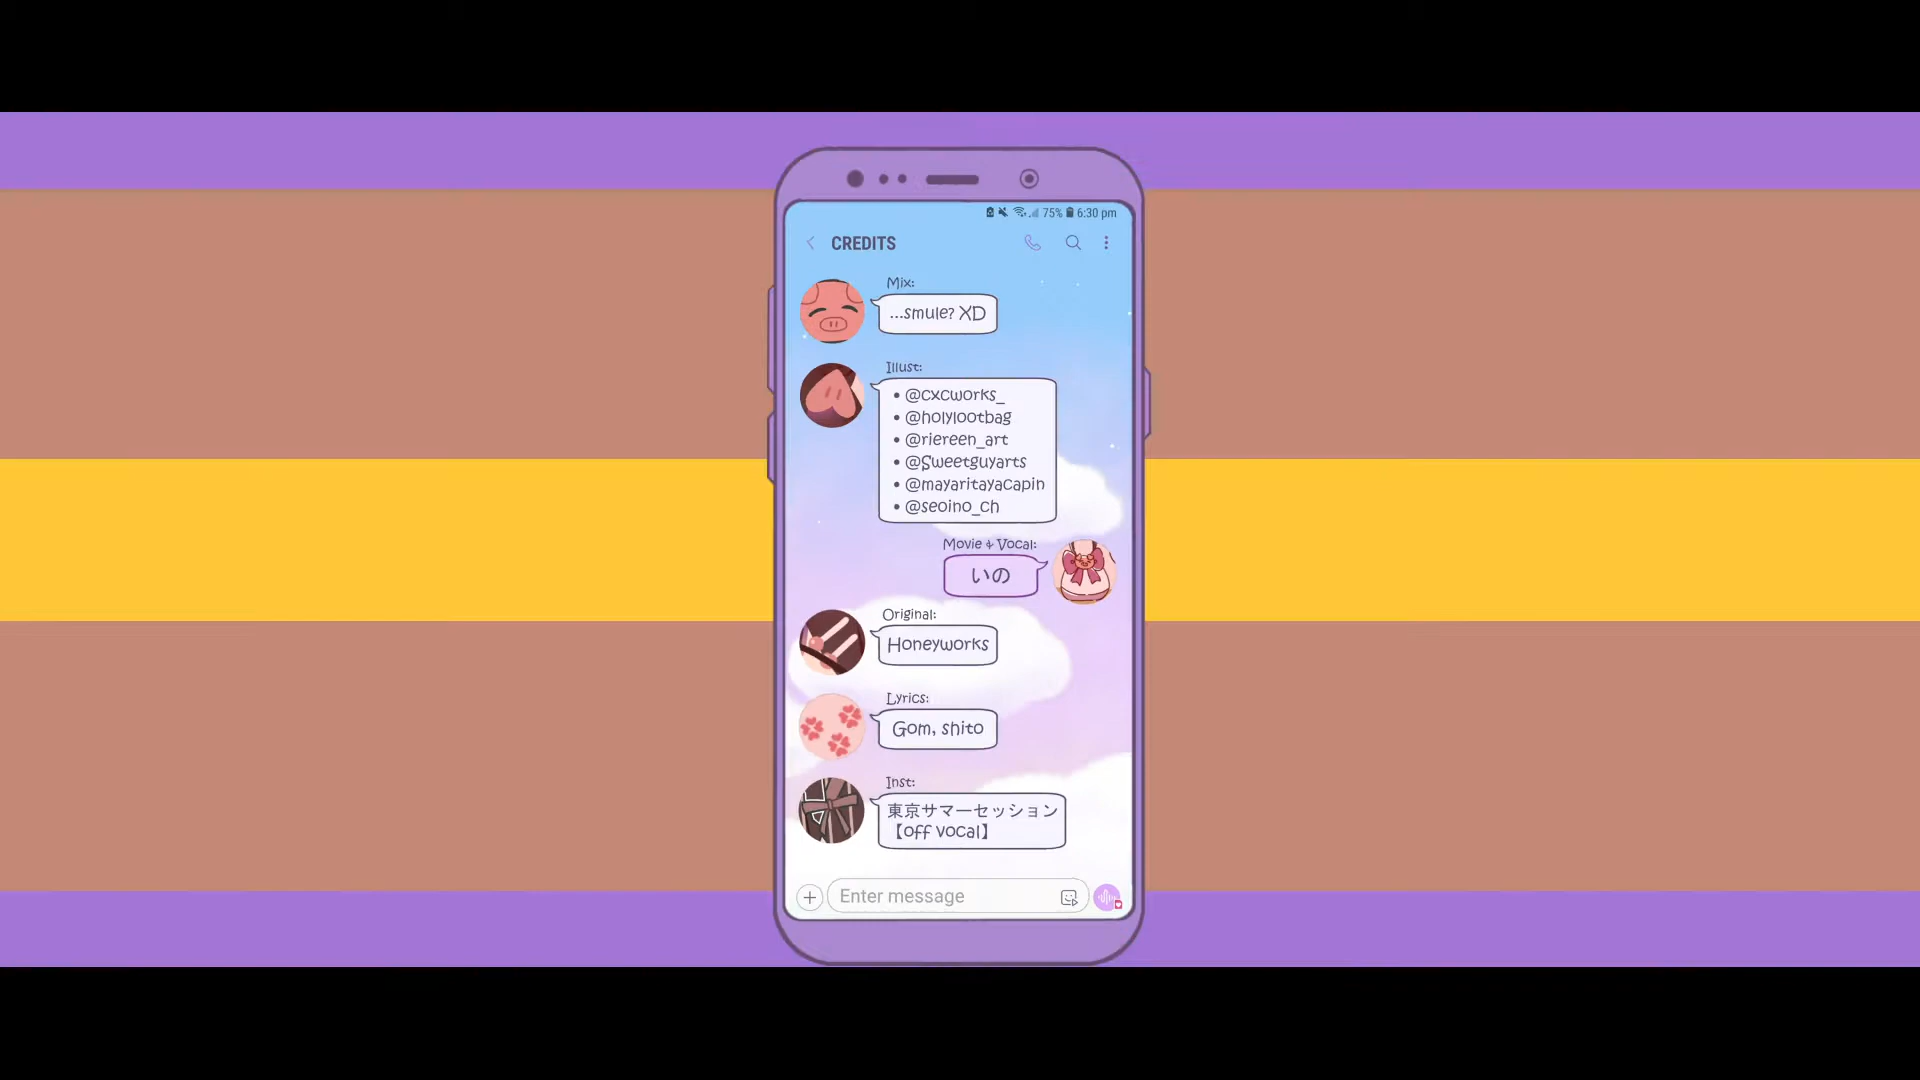 75% 6:30 pm
CREDITS
Mix:
...smule? XD
Illust:
• @cxcworks_
• @holylootbag
• @riereen_art
• @Sweetguyarts
• @mayaritayacapin
• @seoino_ch
Movie & Vocal:
いの
Original:
Honeyworks
Lyrics:
Gom, shito
Inst:
東京サマーセッション
【off vocal】
Enter message